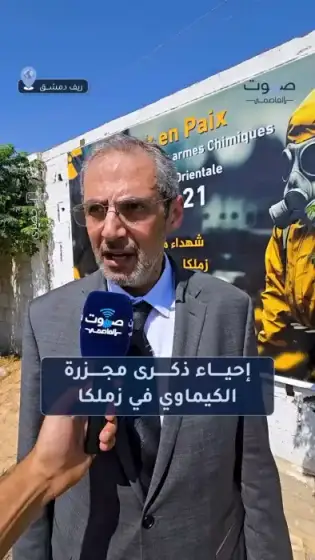 صوت
العاصمة
ريف دمشق
en Paix
armes Chimiques
Orientale
21
شهداء
زملكا
صوت
العاصمة
إحياء ذكرى مجزرة
الكيماوي في زملكا